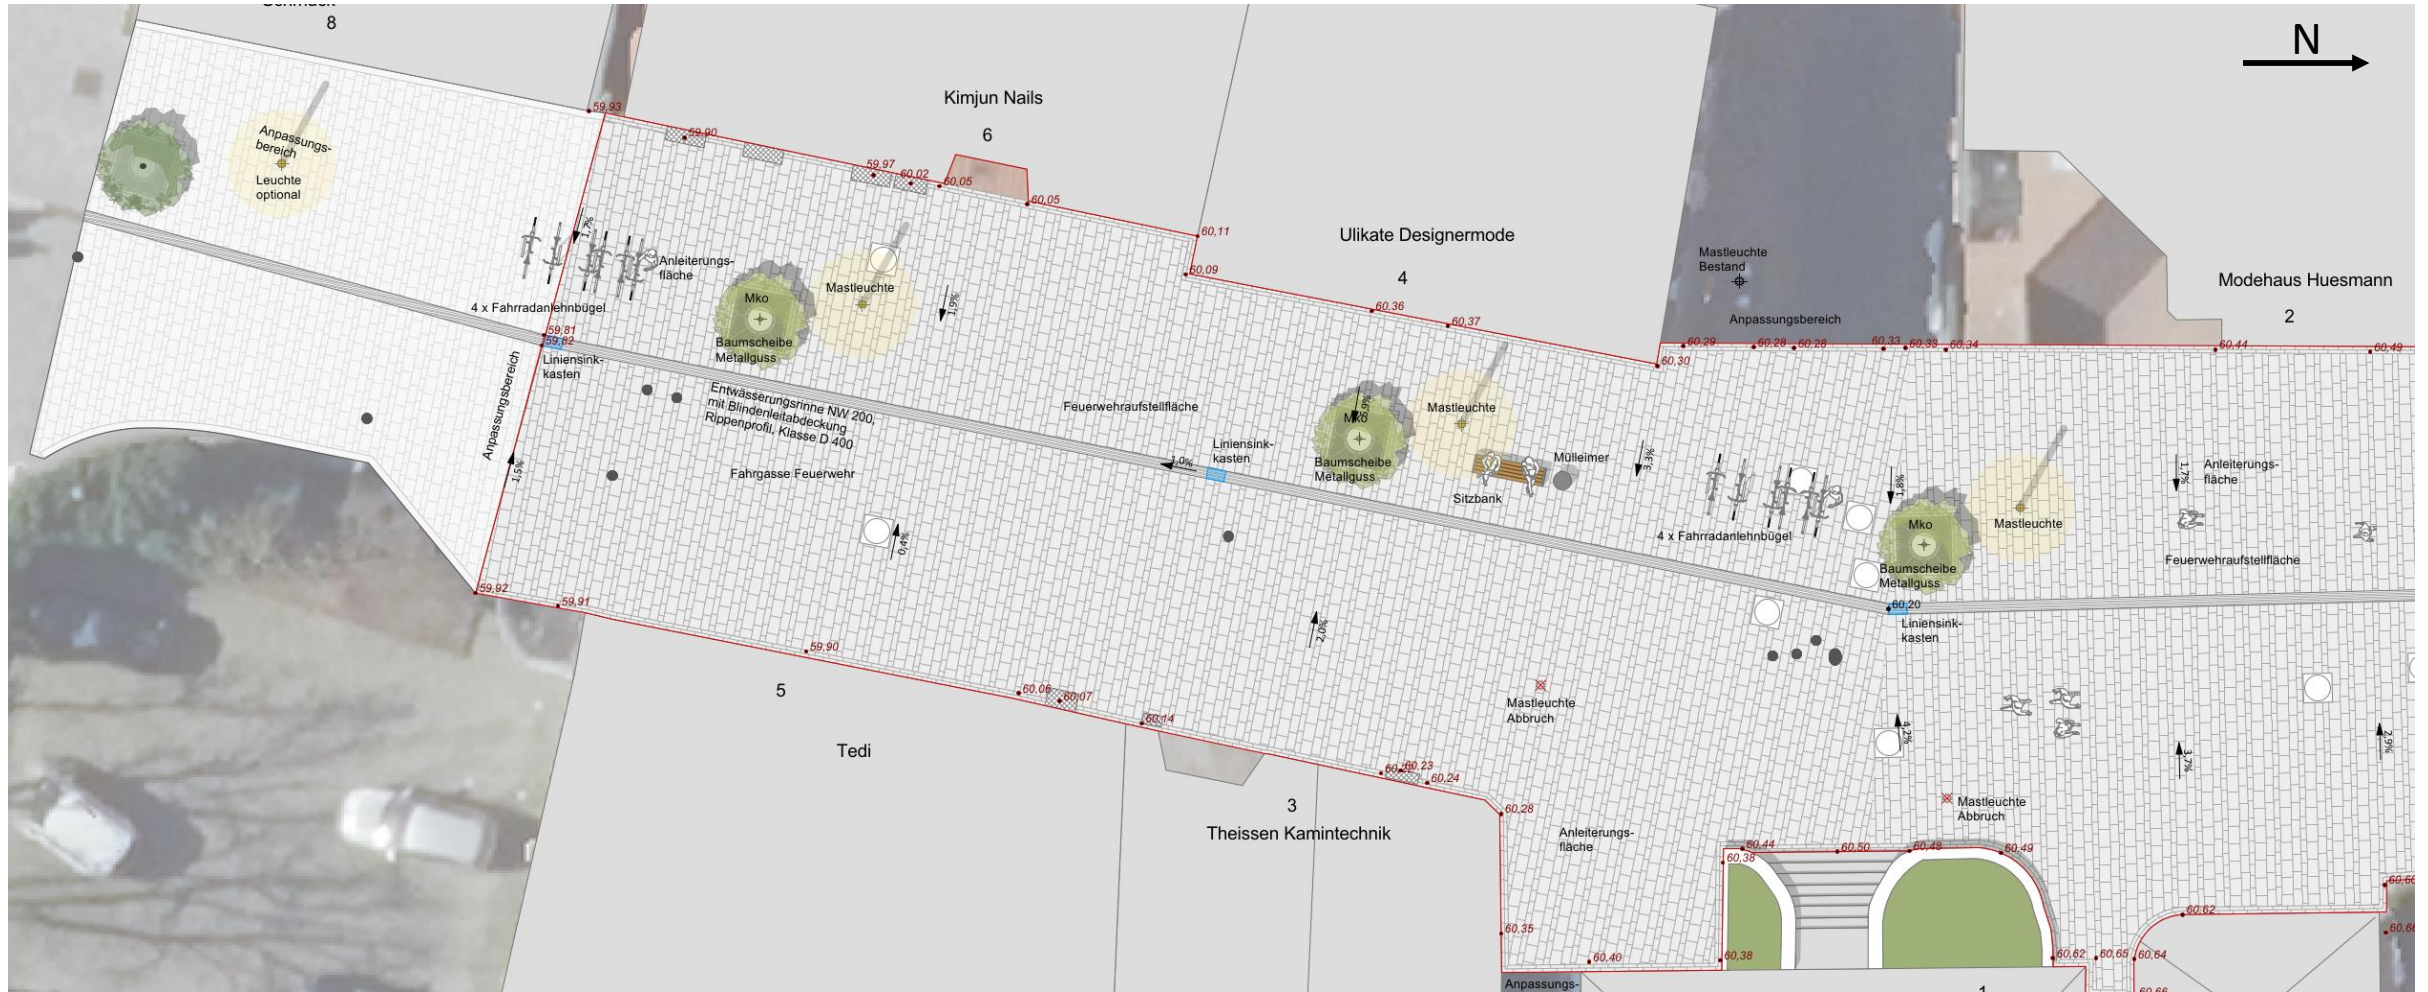 8
N
59,93
59,90
Kimjun Nails
6
59,97
60,02
60,05
60,05
60,11
60,09
Anpassungs-
bereich
Leuchte
optional
1,7%
Anleiterungs-
fläche
4 x Fahrradanlehnbügel
Mko
Baumscheibe
Metallguss
Mastleuchte
1,9%
Ulikate Designermode
4
60,36
60,37
60,30
Mastleuchte
Bestand
Anpassungsbereich
Modehaus Huesmann
2
60,29
60,28
60,28
60,33
60,33
60,34
60,44
60,49
59,81
59,82
Liniensink-
kasten
Anpassungsbereich
1,5%
Entwässerungsrinne NW 200,
mit Blindenleitabdeckung
Rippenprofil, Klasse D 400
Fahrgasse Feuerwehr
Feuerwehraufstellfläche
1,0%
Liniensink-
kasten
Baumscheibe
Metallguss
Mastleuchte
Sitzbank
Mülleimer
3,3%
4 x Fahrradanlehnbügel
1,8%
Mko
Baumscheibe
Metallguss
Mastleuchte
1,7%
Anleiterungs-
fläche
Feuerwehraufstellfläche
60,20
Liniensink-
kasten
0,4%
2,0%
59,92
59,91
59,90
60,06
60,07
60,14
5
Tedi
3
Theissen Kamintechnik
60,23
60,24
60,28
Mastleuchte
Abbruch
4,2%
3,7%
2,9%
Mastleuchte
Abbruch
Anleiterungs-
fläche
60,44
60,38
60,50
60,48
60,49
60,35
60,40
60,38
60,62
60,65
60,64
60,62
Anpassungs-